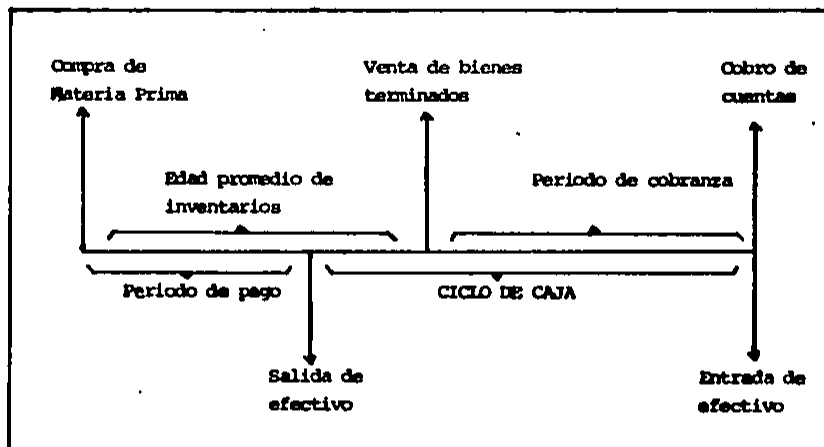 Compra de
Materia Prima
Venta de bienes
terminados
Cobro de
cuentas
Edad promedio de
inventarios
Periodo de cobranza
Periodo de pago
CICLO DE CAJA
Salida de
efectivo
Entrada de
efectivo